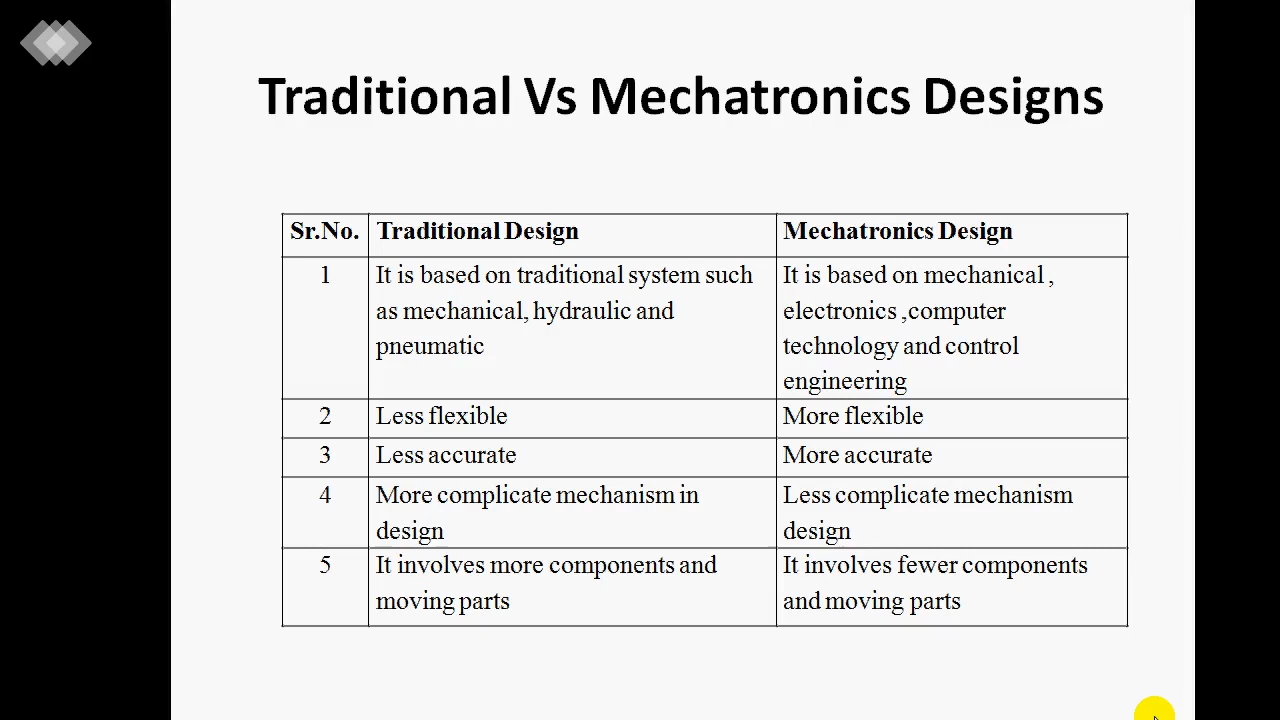 Traditional Vs Mechatronics Designs
Sr.No. Traditional Design Mechatronics Design
1 It is based on traditional system such as mechanical, hydraulic and pneumatic It is based on mechanical , electronics ,computer technology and control engineering
2 Less flexible More flexible
3 Less accurate More accurate
4 More complicate mechanism in design Less complicate mechanism design
5 It involves more components and moving parts It involves fewer components and moving parts